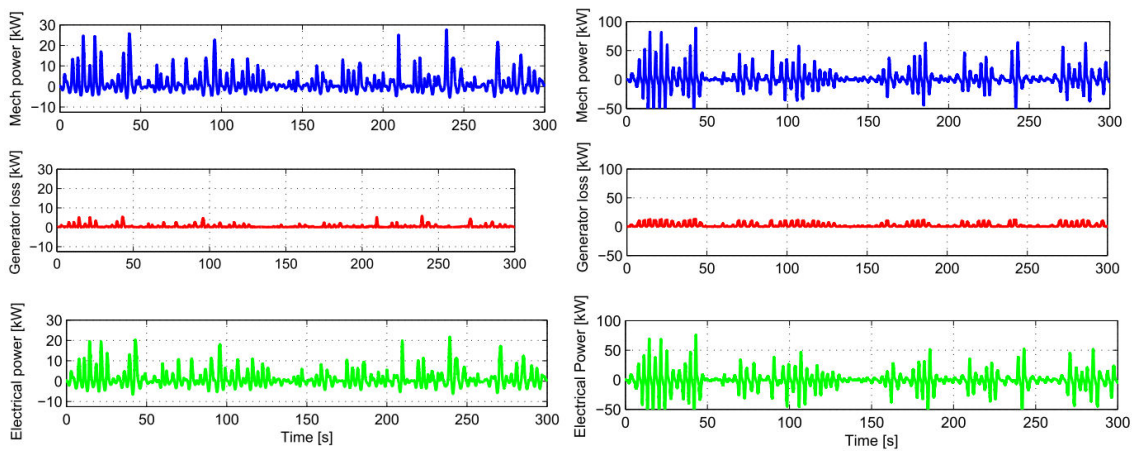 Mech power [kW]
30
20
10
0
−10
0 50 100 150 200 250 300
Generator loss [kW]
30
20
10
0
−10
0 50 100 150 200 250 300
Electrical power [kW]
30
20
10
0
−10
0 50 100 150 200 250 300
Time [s]
Mech power [kW]
100
50
0
−50
0 50 100 150 200 250 300
Generator loss [kW]
100
50
0
−50
0 50 100 150 200 250 300
Electrical Power [kW]
100
50
0
−50
0 50 100 150 200 250 300
Time [s]